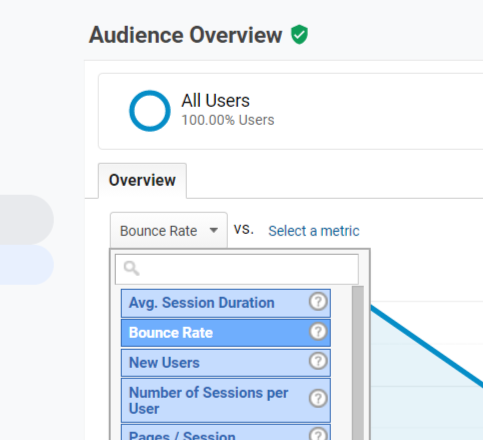 Audience Overview
All Users
100.00% Users
Overview
Bounce Rate vs. Select a metric
Avg. Session Duration ?
Bounce Rate ?
New Users ?
Number of Sessions per ?
User
Pages / Session